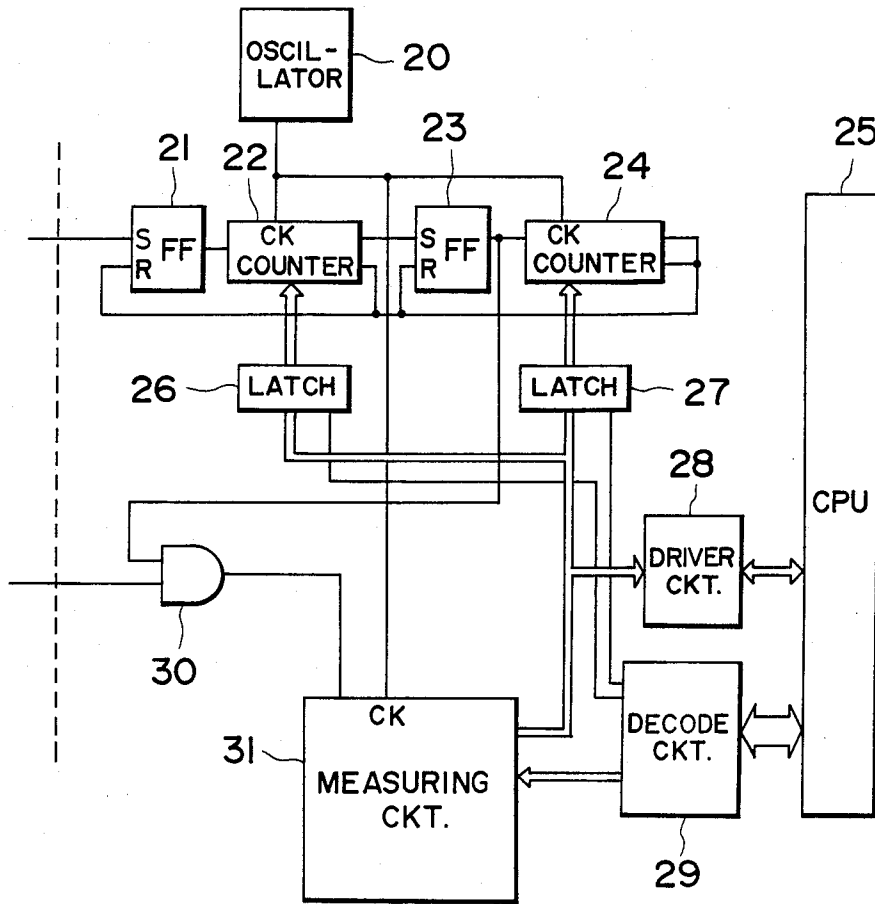 OSCIL-
LATOR
20
21
22
23
24
25
S
R
FF
CK
COUNTER
S
R
FF
CK
COUNTER
26
LATCH
LATCH
27
28
CPU
DRIVER
CKT.
30
CK
31
MEASURING
CKT.
DECODE
CKT.
29